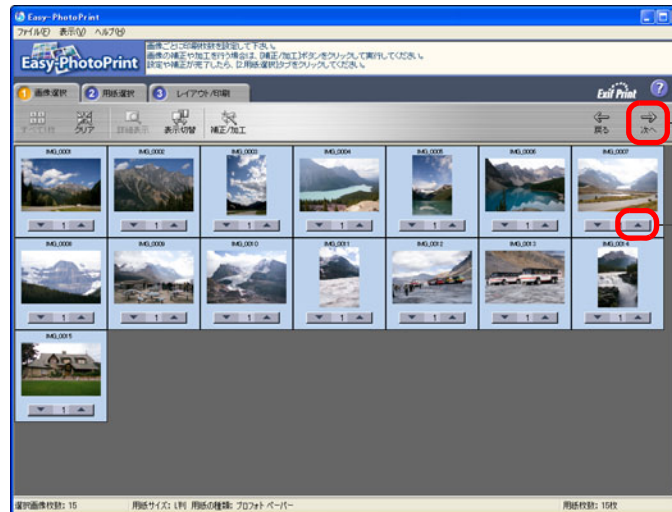 Easy-PhotoPrint
ファイル(F) 表示(V) ヘルプ(H)
Easy-PhotoPrint
画像ごとに印刷枚数を設定して下さい。
画像の補正や加工を行う場合は、[補正/加工]ボタンをクリックして実行してください。
設定や補正が完了したら、[2.用紙選択]タブをクリックしてください。
1 画像選択 2 用紙選択 3 レイアウト/印刷 Exif Print ?
すべて1枚 クリア 詳細表示 表示切替 補正/加工 戻る 次へ
IMG_0001 IMG_0002 IMG_0003 IMG_0004 IMG_0005 IMG_0006 IMG_0007
1 1 1 1 1 1 1
IMG_0008 IMG_0009 IMG_0010 IMG_0011 IMG_0012 IMG_0013 IMG_0014
1 1 1 1 1 1 1
IMG_0015
1
選択画像枚数: 15 用紙サイズ: L判 用紙の種類: プロフォト ペーパー 用紙枚数: 15枚